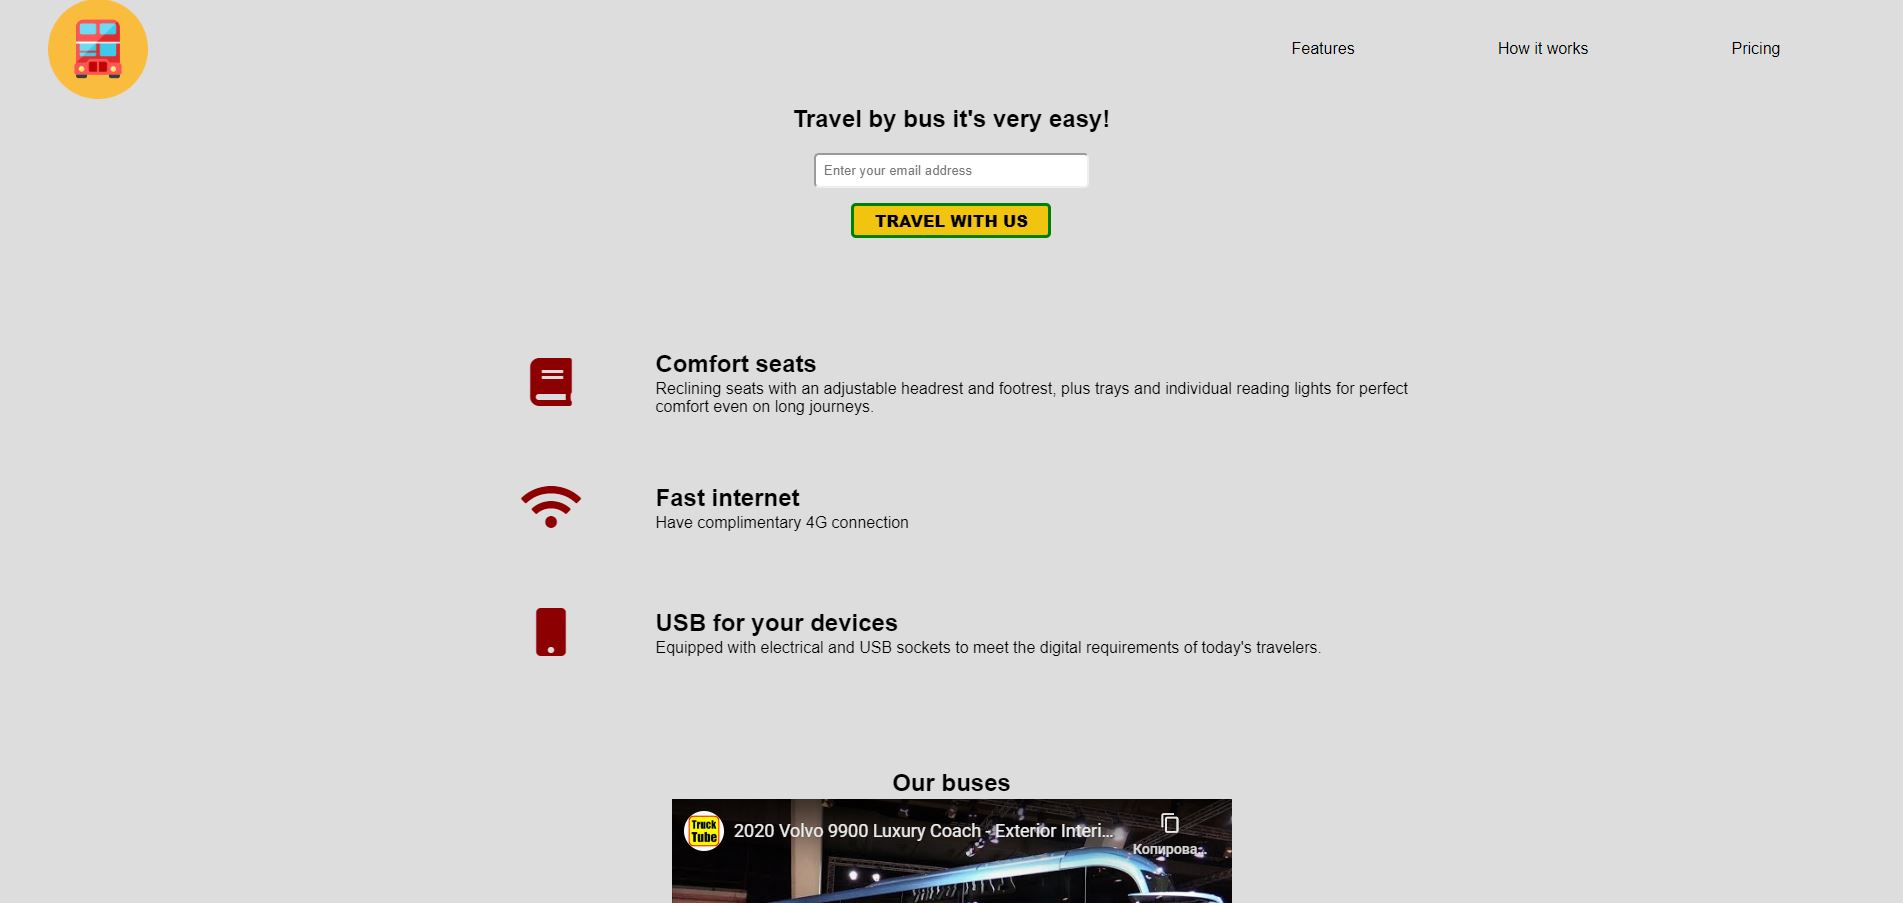 Features
How it works
Pricing
Travel by bus it's very easy!
Enter your email address
TRAVEL WITH US
Comfort seats
Reclining seats with an adjustable headrest and footrest, plus trays and individual reading lights for perfect
comfort even on long journeys.
Fast internet
Have complimentary 4G connection
USB for your devices
Equipped with electrical and USB sockets to meet the digital requirements of today's travelers.
Our buses
Truck
Tube
2020 Volvo 9900 Luxury Coach - Exterior Interi...
Копирова...